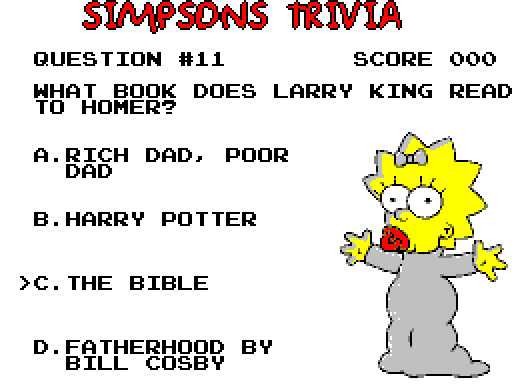 SIMPSONS TRIVIA
QUESTION #11 SCORE 000
WHAT BOOK DOES LARRY KING READ
TO HOMER?
A.RICH DAD, POOR
DAD
B.HARRY POTTER
>C.THE BIBLE
D.FATHERHOOD BY
BILL COSBY